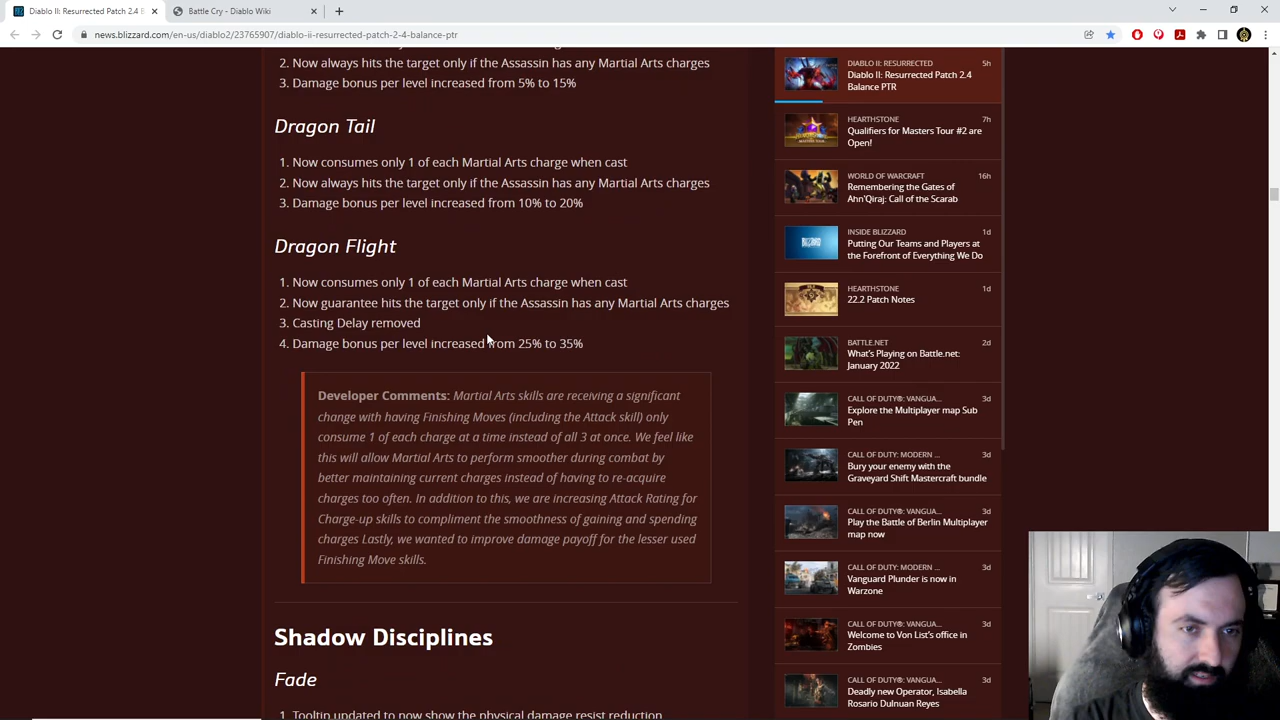 Diablo II: Resurrected Patch 2.4 B
Battle Cry - Diablo Wiki
news.blizzard.com/en-us/diablo2/23765907/diablo-ii-resurrected-patch-2-4-balance-ptr
2. Now always hits the target only if the Assassin has any Martial Arts charges
3. Damage bonus per level increased from 5% to 15%
Dragon Tail
1. Now consumes only 1 of each Martial Arts charge when cast
2. Now always hits the target only if the Assassin has any Martial Arts charges
3. Damage bonus per level increased from 10% to 20%
Dragon Flight
1. Now consumes only 1 of each Martial Arts charge when cast
2. Now guarantee hits the target only if the Assassin has any Martial Arts charges
3. Casting Delay removed
4. Damage bonus per level increased from 25% to 35%
Developer Comments: Martial Arts skills are receiving a significant
change with having Finishing Moves (including the Attack skill) only
consume 1 of each charge at a time instead of all 3 at once. We feel like
this will allow Martial Arts to perform smoother during combat by
better maintaining current charges instead of having to re-acquire
charges too often. In addition to this, we are increasing Attack Rating for
Charge-up skills to compliment the smoothness of gaining and spending
charges Lastly, we wanted to improve damage payoff for the lesser used
Finishing Move skills.
Shadow Disciplines
Fade
1. Tooltip updated to now show the physical damage resist reduction
DIABLO II: RESURRECTED 5h
Diablo II: Resurrected Patch 2.4
Balance PTR
HEARTHSTONE 7h
Qualifiers for Masters Tour #2 are
Open!
WORLD OF WARCRAFT 16h
Remembering the Gates of
Ahn'Qiraj: Call of the Scarab
INSIDE BLIZZARD 1d
Putting Our Teams and Players at
the Forefront of Everything We Do
HEARTHSTONE 1d
22.2 Patch Notes
BATTLE.NET 2d
What's Playing on Battle.net:
January 2022
CALL OF DUTY®: VANGUA... 3d
Explore the Multiplayer map Sub
Pen
CALL OF DUTY: MODERN ... 3d
Bury your enemy with the
Graveyard Shift Mastercraft bundle
CALL OF DUTY®: VANGUA... 3d
Play the Battle of Berlin Multiplayer
map now
CALL OF DUTY: MODERN ... 3d
Vanguard Plunder is now in
Warzone
CALL OF DUTY®: VANGUA... 3d
Welcome to Von List's office in
Zombies
CALL OF DUTY®: VANGUA... 3d
Deadly new Operator, Isabella
Rosario Dulnuan Reyes